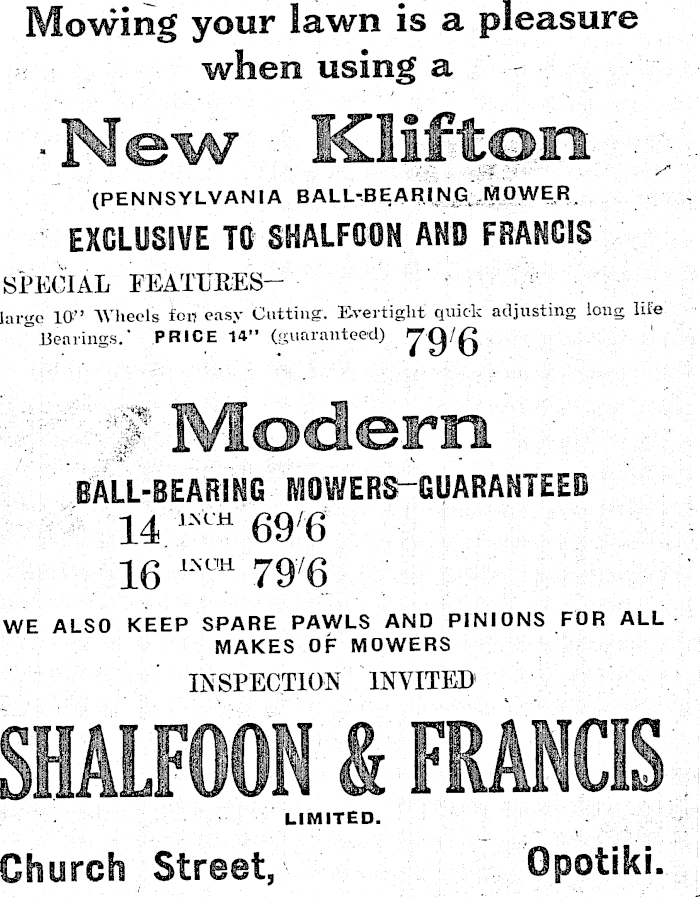 Mowing your lawn is a pleasure
when using a
New Klifton
(PENNSYLVANIA BALL-BEARING MOWER
EXCLUSIVE TO SHALFOON AND FRANCIS
SPECIAL FEATURES—
large 10" Wheels for easy Cutting. Evertight quick adjusting long life
Bearings. PRICE 14" (guaranteed) 79/6
Modern
BALL-BEARING MOWERS—GUARANTEED
14 INCH 69/6
16 INCH 79/6
WE ALSO KEEP SPARE PAWLS AND PINIONS FOR ALL
MAKES OF MOWERS
INSPECTION INVITED
SHALFOON & FRANCIS
LIMITED.
Church Street, Opotiki.